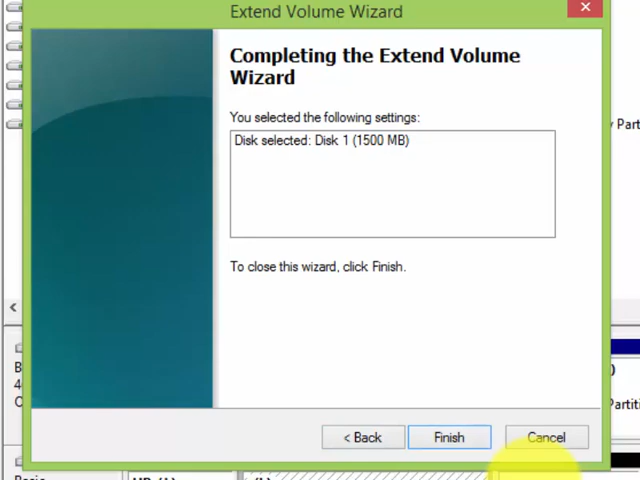 Extend Volume Wizard
Completing the Extend Volume
Wizard
You selected the following settings:
Disk selected: Disk 1 (1500 MB)
To close this wizard, click Finish.
< Back
Finish
Cancel